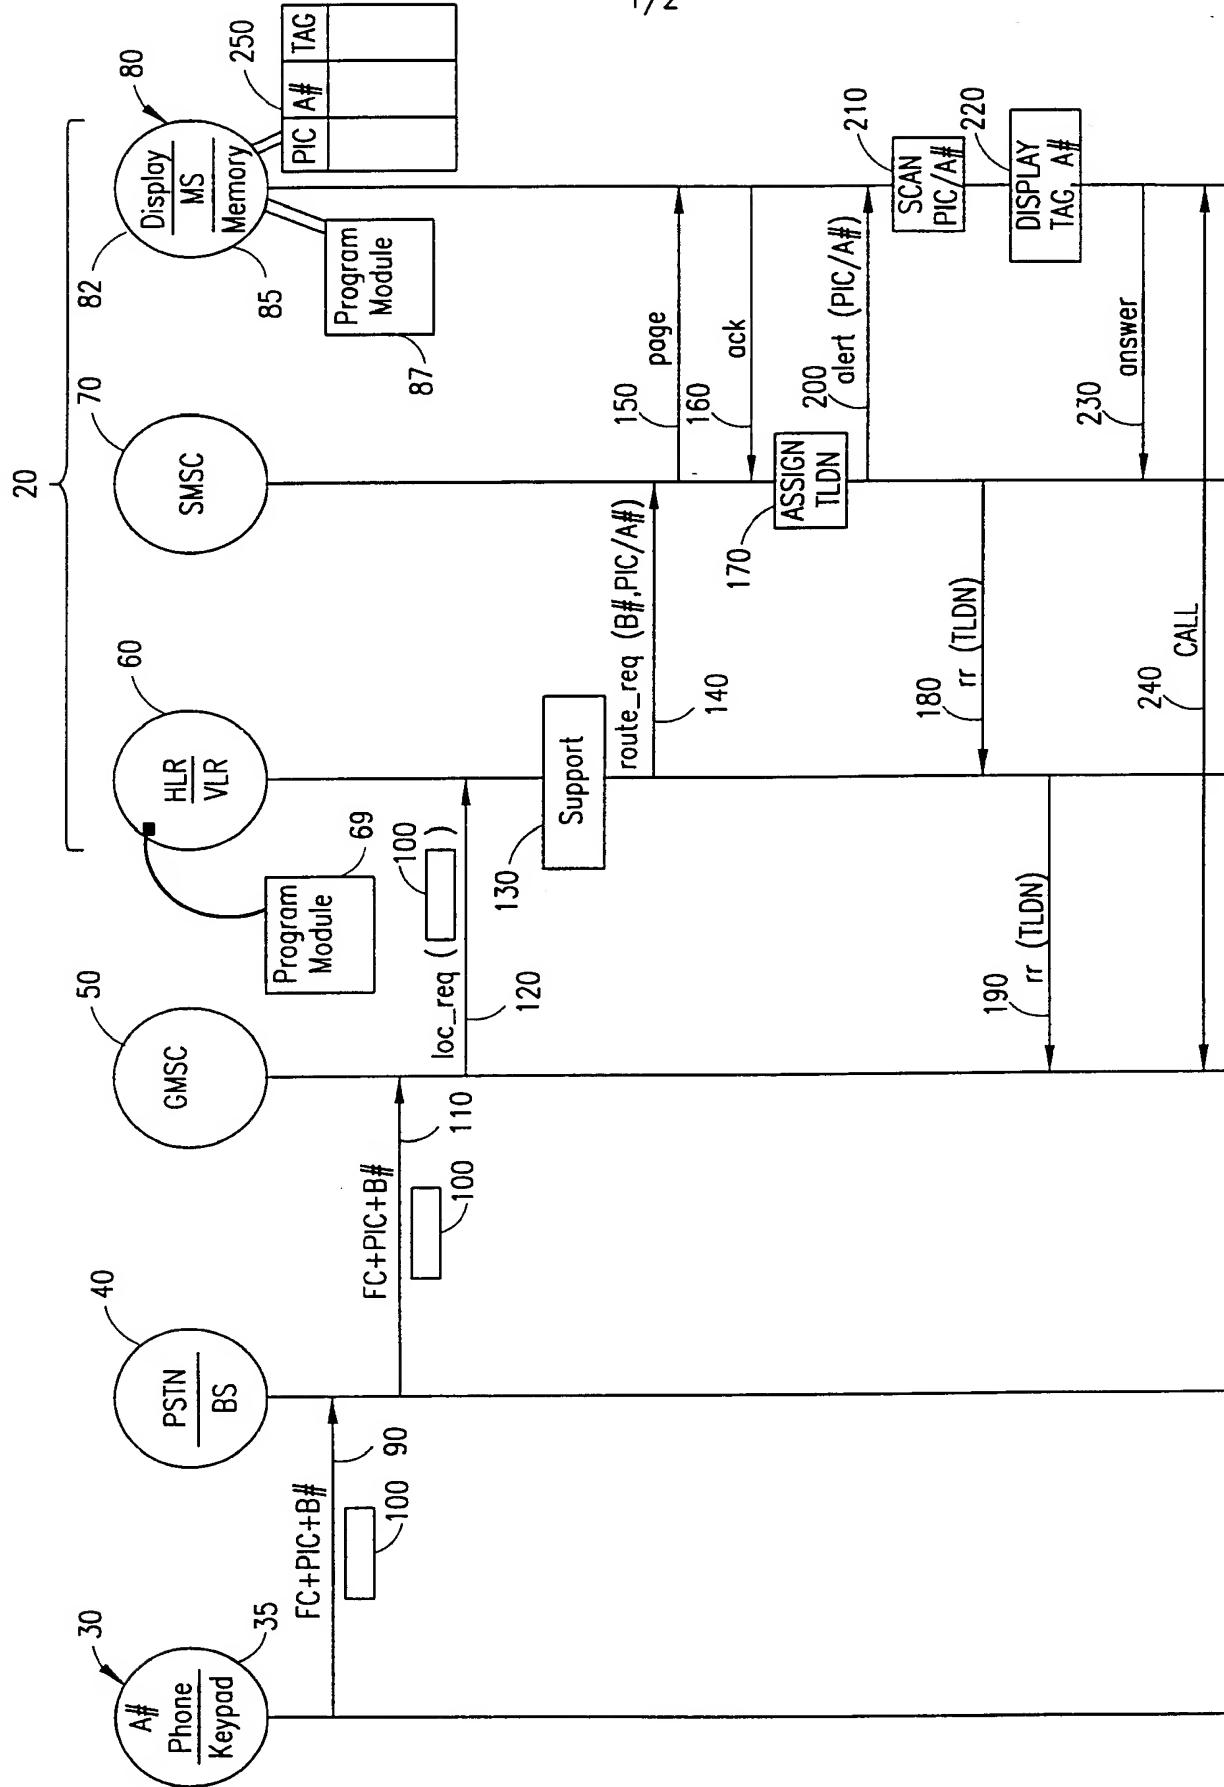 1/2
20
30
A#
Phone
Keypad
35
40
PSTN
BS
50
GMSC
60
HLR
VLR
70
SMSC
80
Display
MS
Memory
82
85
250
PIC A# TAG
Program
Module
69
Program
Module
87
FC+PIC+B#
90
100
FC+PIC+B#
110
100
loc_req ( 100 )
120
Support
130
route_req (B#,PIC/A#)
140
page
150
ack
160
ASSIGN
TLDN
170
alert (PIC/A#)
200
SCAN
PIC/A#
210
rr (TLDN)
180
DISPLAY
TAG, A#
220
rr (TLDN)
190
answer
230
CALL
240